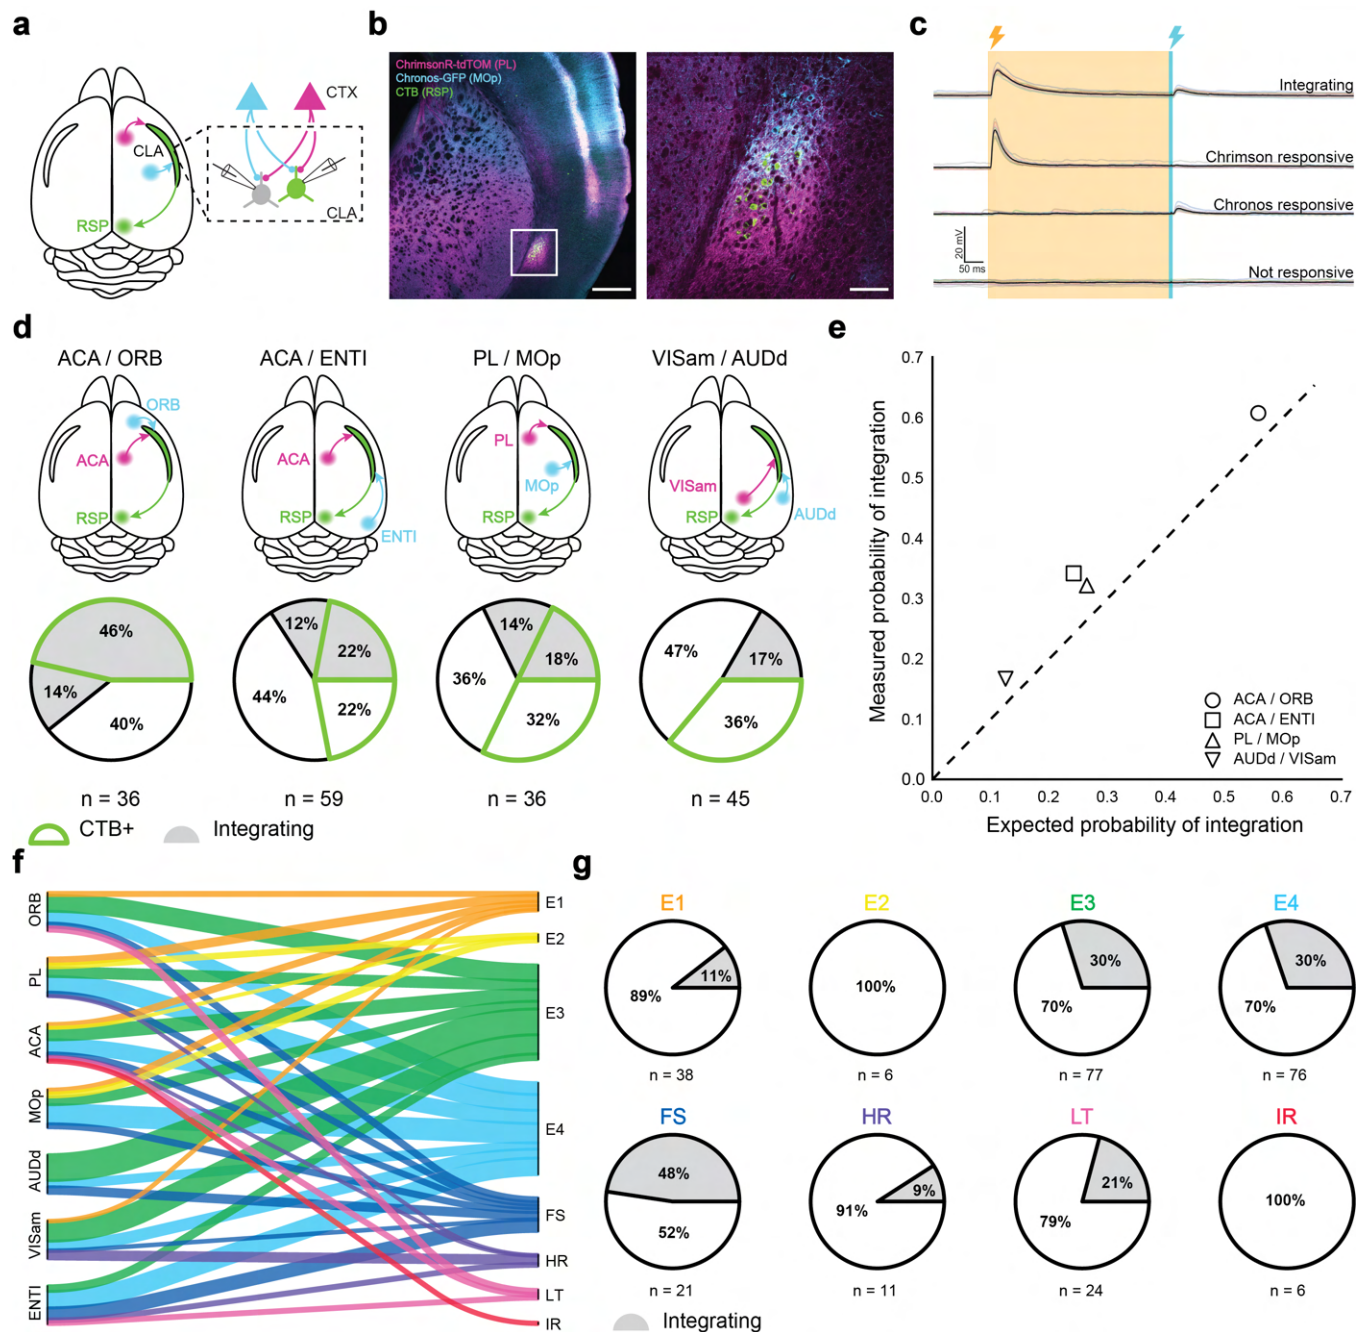 a
CTX
CLA
RSP
CLA
b
ChrimsonR-tdTOM (PL)
Chronos-GFP (MOp)
CTB (RSP)
c
Integrating
Chrimson responsive
Chronos responsive
20 mV
50 ms
Not responsive
d
ACA / ORB
ACA / ENTI
PL / MOp
VISam / AUDd
ORB
ACA
RSP
ACA
RSP
ENTI
PL
MOp
RSP
VISam
RSP
AUDd
46%
14%
40%
12%
22%
44%
22%
14%
18%
36%
32%
47%
17%
36%
n = 36
n = 59
n = 36
n = 45
CTB+
Integrating
e
Measured probability of integration
0.7
0.6
0.5
0.4
0.3
0.2
0.1
0.0
0.0
0.1
0.2
0.3
0.4
0.5
0.6
0.7
Expected probability of integration
ACA / ORB
ACA / ENTI
PL / MOp
AUDd / VISam
f
ORB
PL
ACA
MOp
AUDd
VISam
ENTI
E1
E2
E3
E4
FS
HR
LT
IR
g
E1
E2
E3
E4
89%
11%
100%
30%
70%
30%
70%
n = 38
n = 6
n = 77
n = 76
FS
HR
LT
IR
48%
52%
9%
91%
21%
79%
100%
n = 21
n = 11
n = 24
n = 6
Integrating